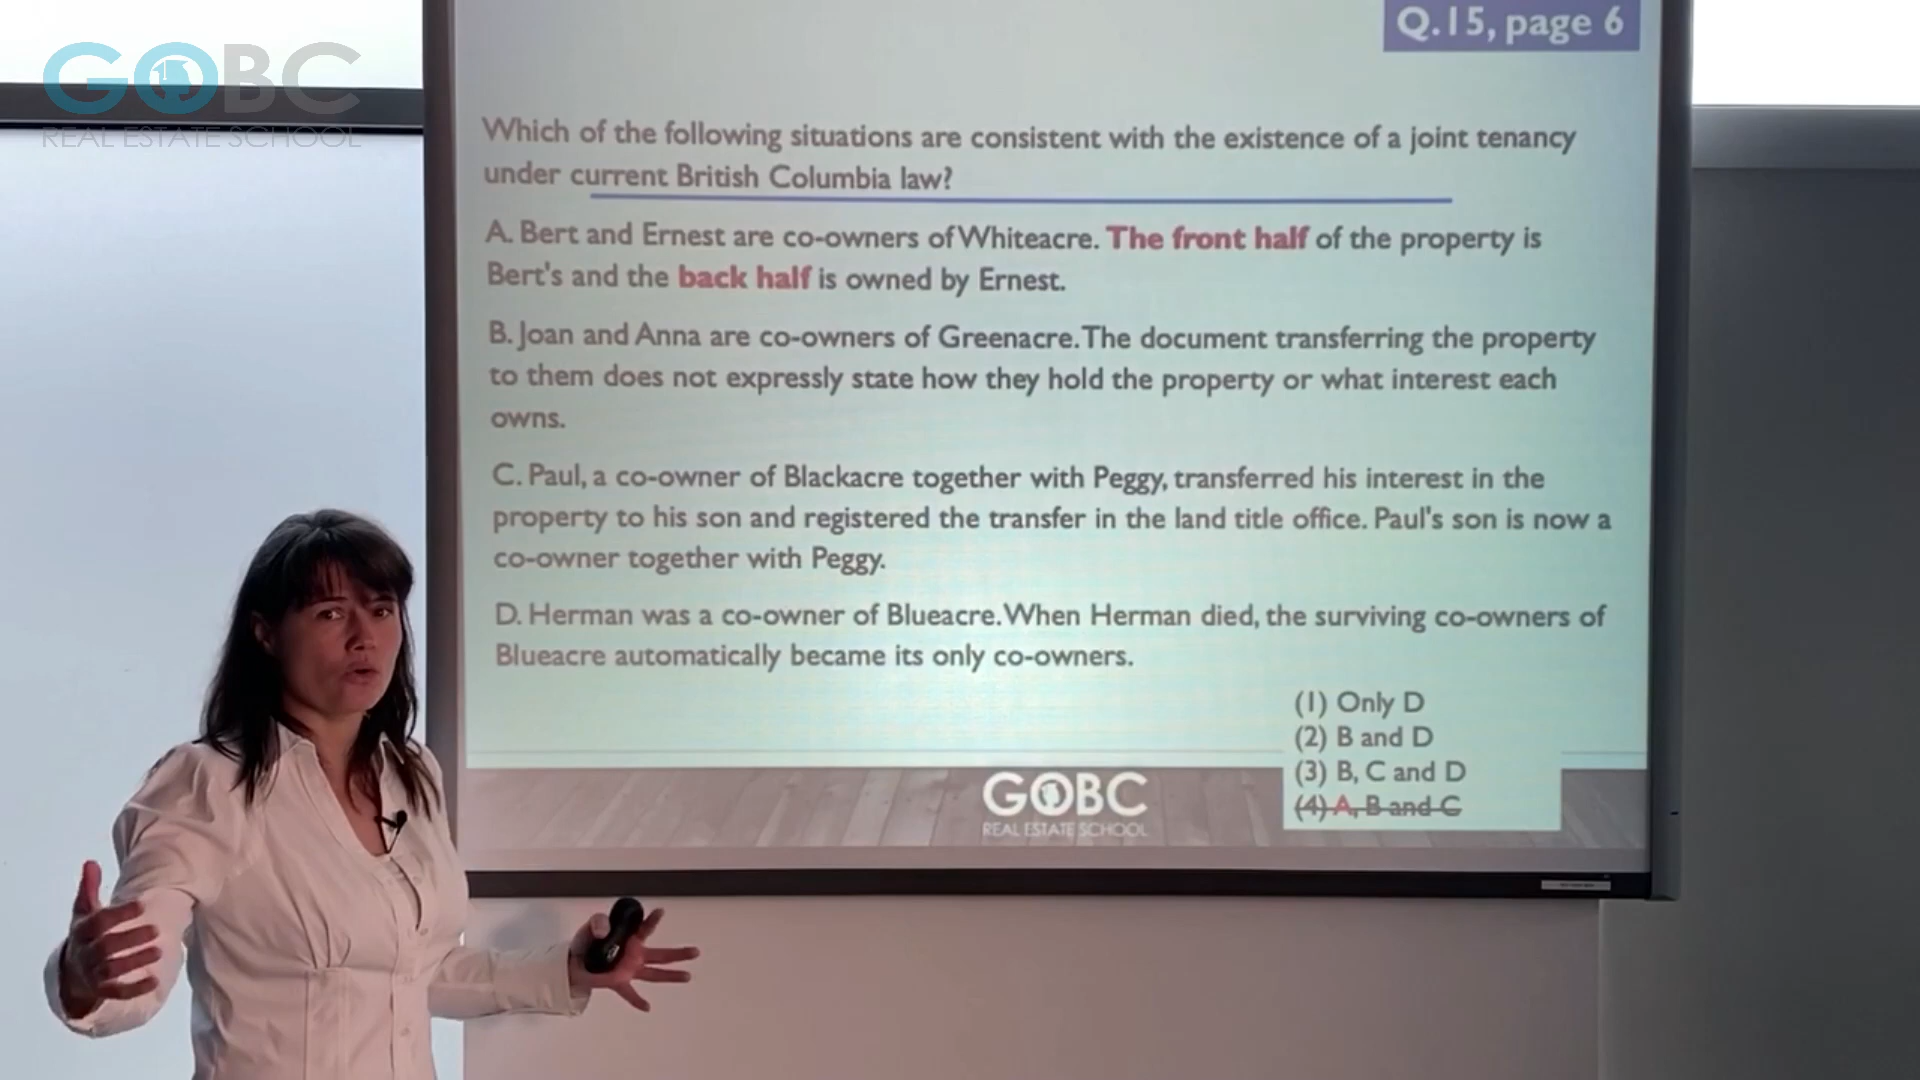 GOBC
REAL ESTATE SCHOOL
Q.15, page 6
Which of the following situations are consistent with the existence of a joint tenancy
under current British Columbia law?
A. Bert and Ernest are co-owners of Whiteacre. The front half of the property is
Bert's and the back half is owned by Ernest.
B. Joan and Anna are co-owners of Greenacre. The document transferring the property
to them does not expressly state how they hold the property or what interest each
owns.
C. Paul, a co-owner of Blackacre together with Peggy, transferred his interest in the
property to his son and registered the transfer in the land title office. Paul's son is now a
co-owner together with Peggy.
D. Herman was a co-owner of Blueacre. When Herman died, the surviving co-owners of
Blueacre automatically became its only co-owners.
(1) Only D
(2) B and D
(3) B, C and D
(4) A, B and C
GOBC
REAL ESTATE SCHOOL